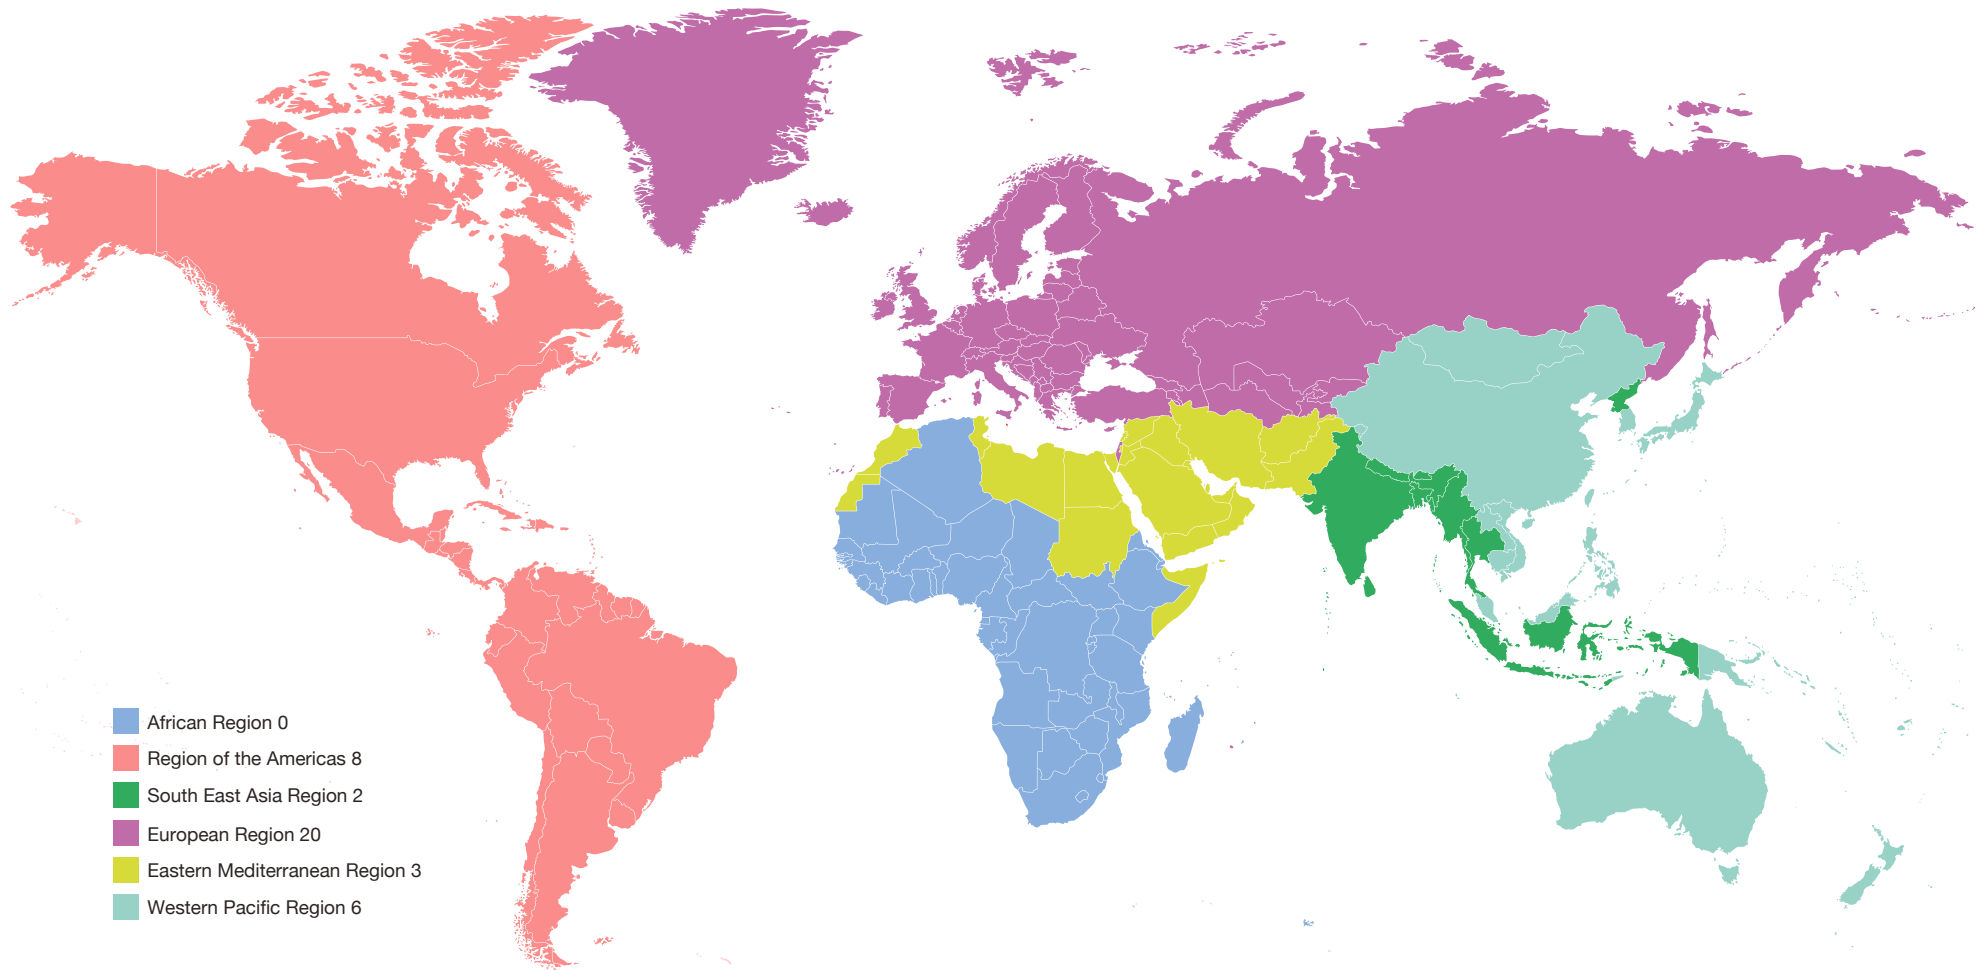 African Region 0
Region of the Americas 8
South East Asia Region 2
European Region 20
Eastern Mediterranean Region 3
Western Pacific Region 6